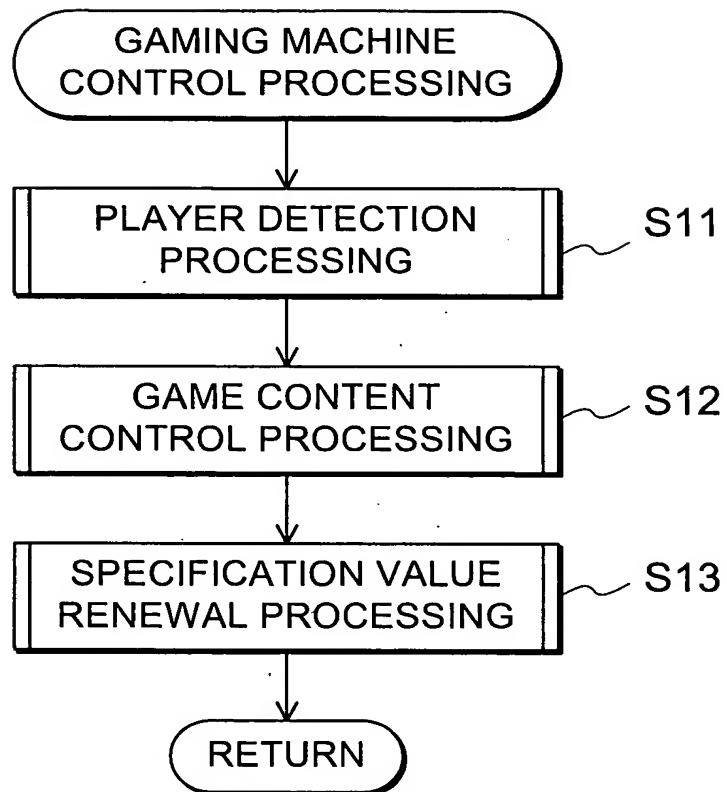 GAMING MACHINE
CONTROL PROCESSING
PLAYER DETECTION
PROCESSING
S11
GAME CONTENT
CONTROL PROCESSING
S12
SPECIFICATION VALUE
RENEWAL PROCESSING
S13
RETURN